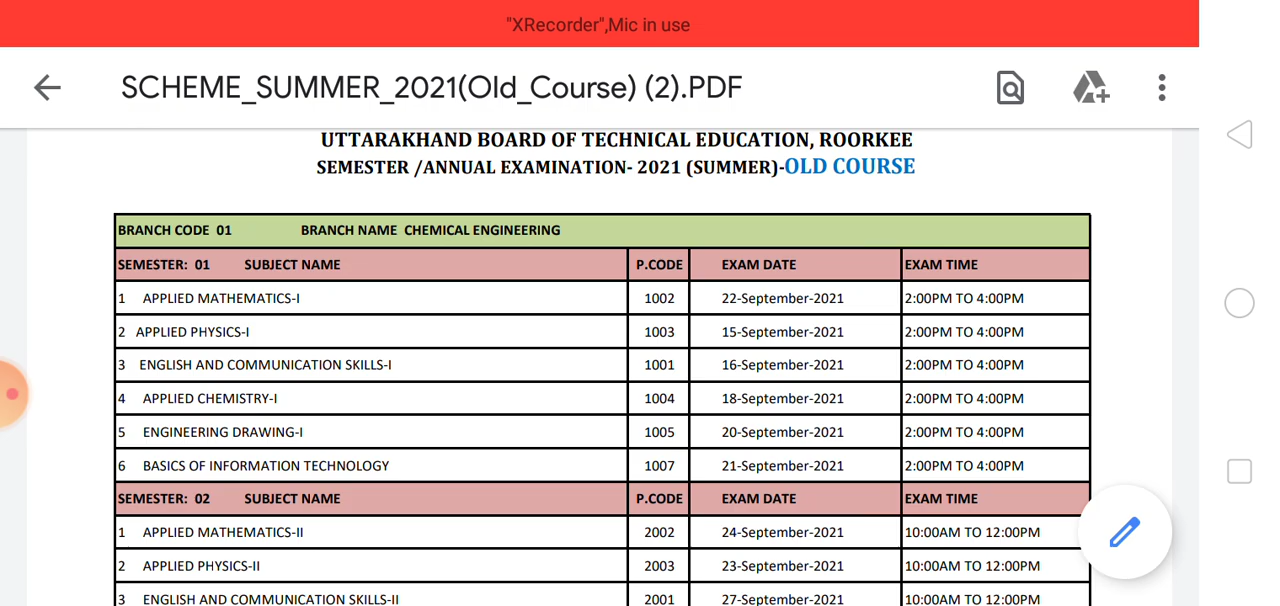 "XRecorder",Mic in use
SCHEME_SUMMER_2021(Old_Course) (2).PDF
UTTARAKHAND BOARD OF TECHNICAL EDUCATION, ROORKEE
SEMESTER /ANNUAL EXAMINATION- 2021 (SUMMER)-OLD COURSE
BRANCH CODE 01 BRANCH NAME CHEMICAL ENGINEERING
SEMESTER: 01 SUBJECT NAME P.CODE EXAM DATE EXAM TIME
1 APPLIED MATHEMATICS-I 1002 22-September-2021 2:00PM TO 4:00PM
2 APPLIED PHYSICS-I 1003 15-September-2021 2:00PM TO 4:00PM
3 ENGLISH AND COMMUNICATION SKILLS-I 1001 16-September-2021 2:00PM TO 4:00PM
4 APPLIED CHEMISTRY-I 1004 18-September-2021 2:00PM TO 4:00PM
5 ENGINEERING DRAWING-I 1005 20-September-2021 2:00PM TO 4:00PM
6 BASICS OF INFORMATION TECHNOLOGY 1007 21-September-2021 2:00PM TO 4:00PM
SEMESTER: 02 SUBJECT NAME P.CODE EXAM DATE EXAM TIME
1 APPLIED MATHEMATICS-II 2002 24-September-2021 10:00AM TO 12:00PM
2 APPLIED PHYSICS-II 2003 23-September-2021 10:00AM TO 12:00PM
3 ENGLISH AND COMMUNICATION SKILLS-II 2001 27-September-2021 10:00AM TO 12:00PM